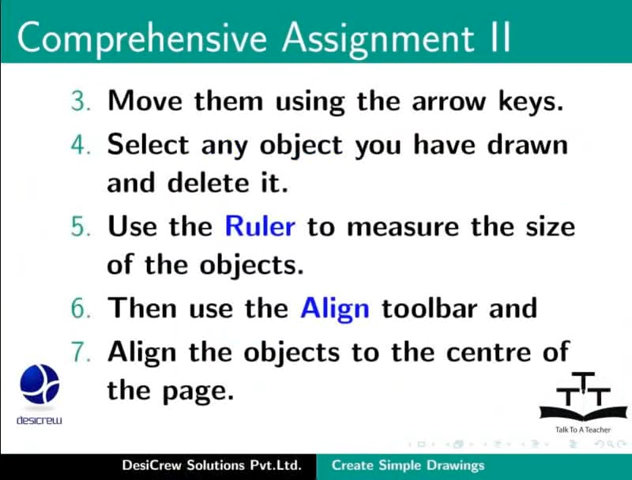 Comprehensive Assignment II
3. Move them using the arrow keys.
4. Select any object you have drawn
and delete it.
5. Use the Ruler to measure the size
of the objects.
6. Then use the Align toolbar and
7. Align the objects to the centre of
the page.
desicrew
TTT
Talk To A Teacher
DesiCrew Solutions Pvt.Ltd. Create Simple Drawings